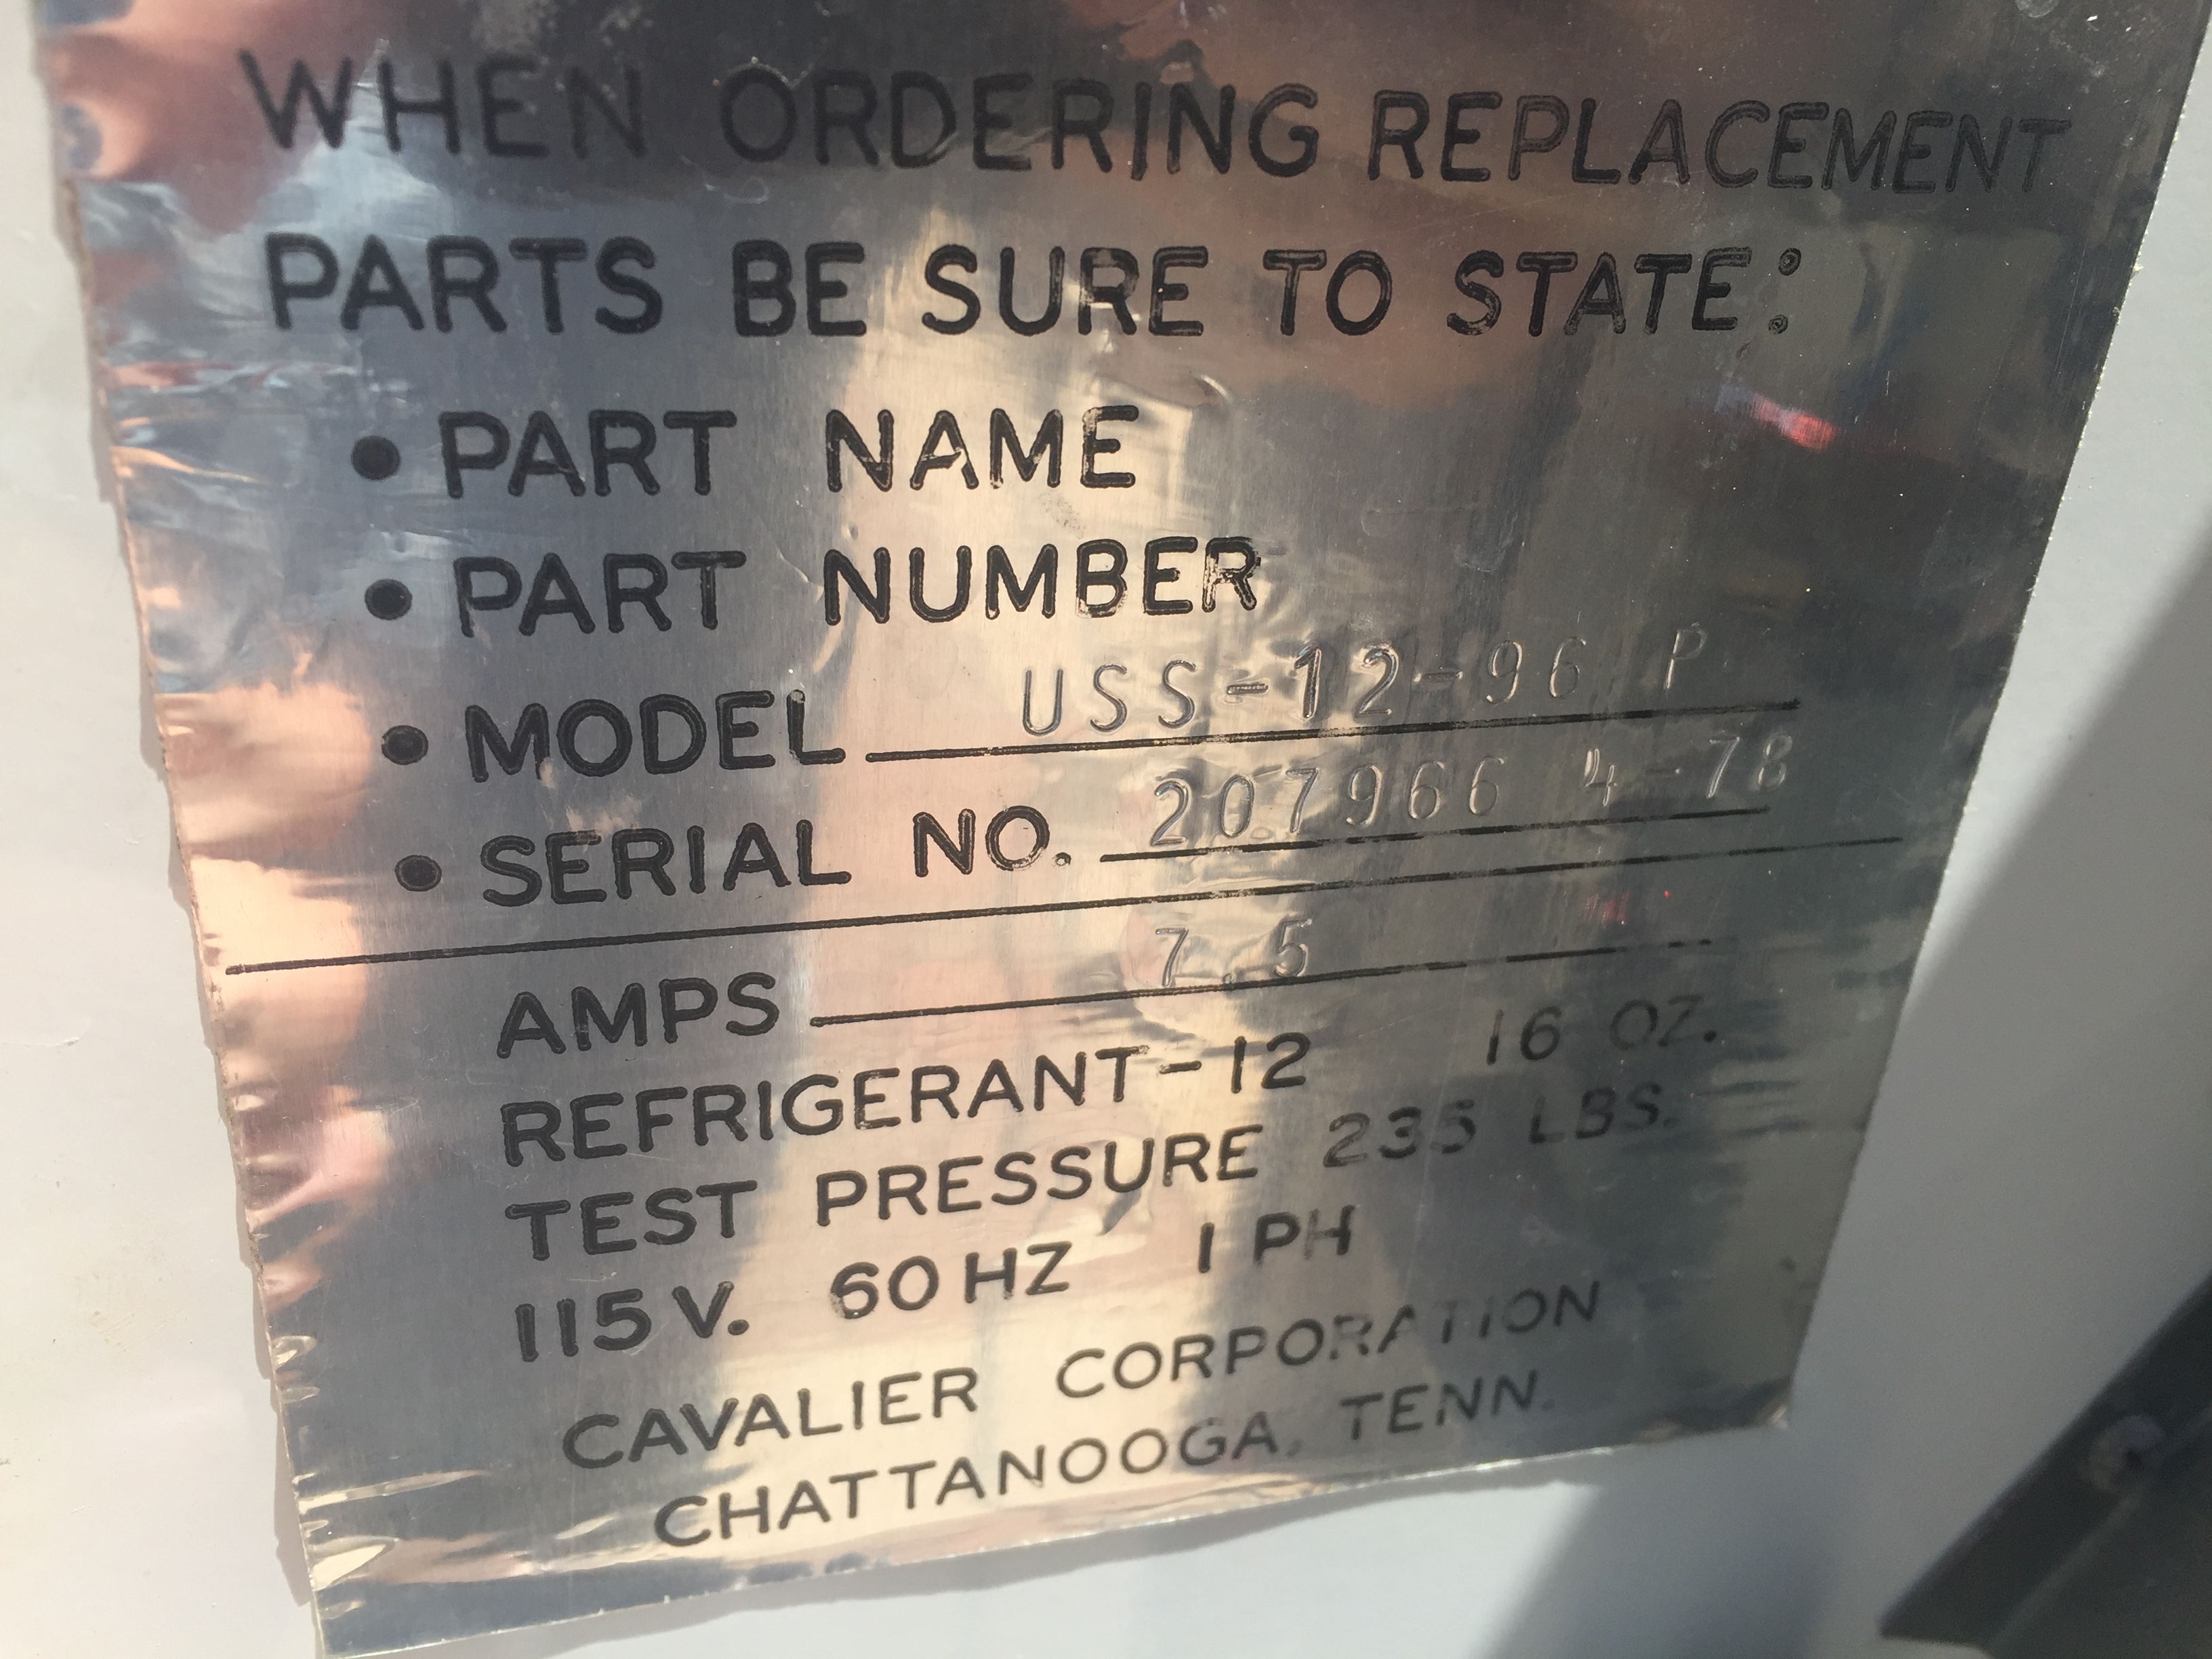 WHEN ORDERING REPLACEMENT
PARTS BE SURE TO STATE:
• PART NAME
• PART NUMBER
• MODEL USS-12-96 P
• SERIAL NO. 207966 4-78
AMPS 7.5
REFRIGERANT-12 16 OZ.
TEST PRESSURE 235 LBS.
115 V. 60 HZ 1 PH
CAVALIER CORPORATION
CHATTANOOGA, TENN.